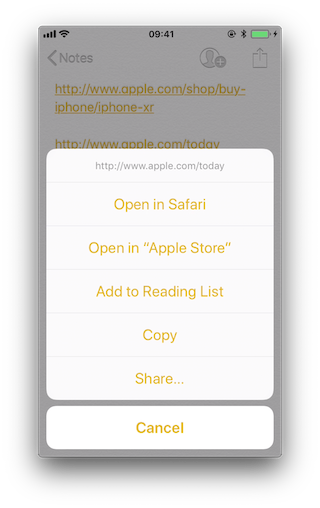 09:41
Notes
http://www.apple.com/shop/buy-
iphone/iphone-xr
http://www.apple.com/today
http://www.apple.com/today
Open in Safari
Open in “Apple Store”
Add to Reading List
Copy
Share...
Cancel